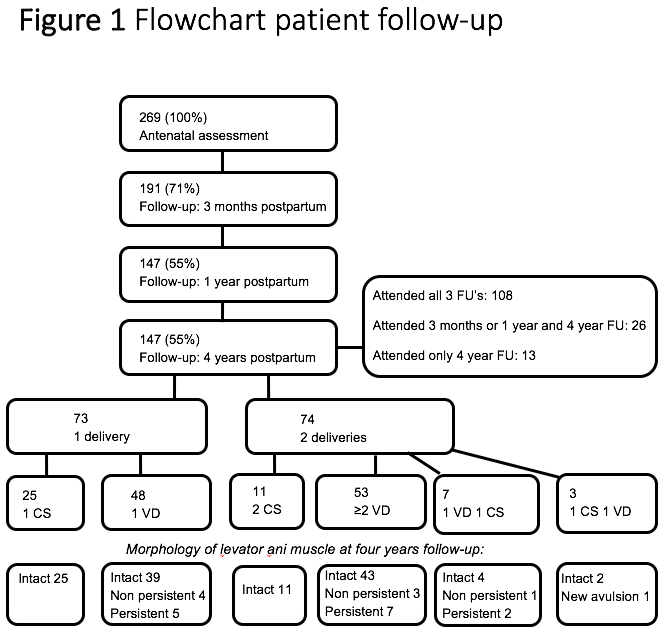 Figure 1 Flowchart patient follow-up
269 (100%)
Antenatal assessment
191 (71%)
Follow-up: 3 months postpartum
147 (55%)
Follow-up: 1 year postpartum
147 (55%)
Follow-up: 4 years postpartum
Attended all 3 FU's: 108
Attended 3 months or 1 year and 4 year FU: 26
Attended only 4 year FU: 13
73
1 delivery
74
2 deliveries
25
1 CS
48
1 VD
11
2 CS
53
≥2 VD
7
1 VD 1 CS
3
1 CS 1 VD
Morphology of levator ani muscle at four years follow-up:
Intact 25
Intact 39
Non persistent 4
Persistent 5
Intact 11
Intact 43
Non persistent 3
Persistent 7
Intact 4
Non persistent 1
Persistent 2
Intact 2
New avulsion 1